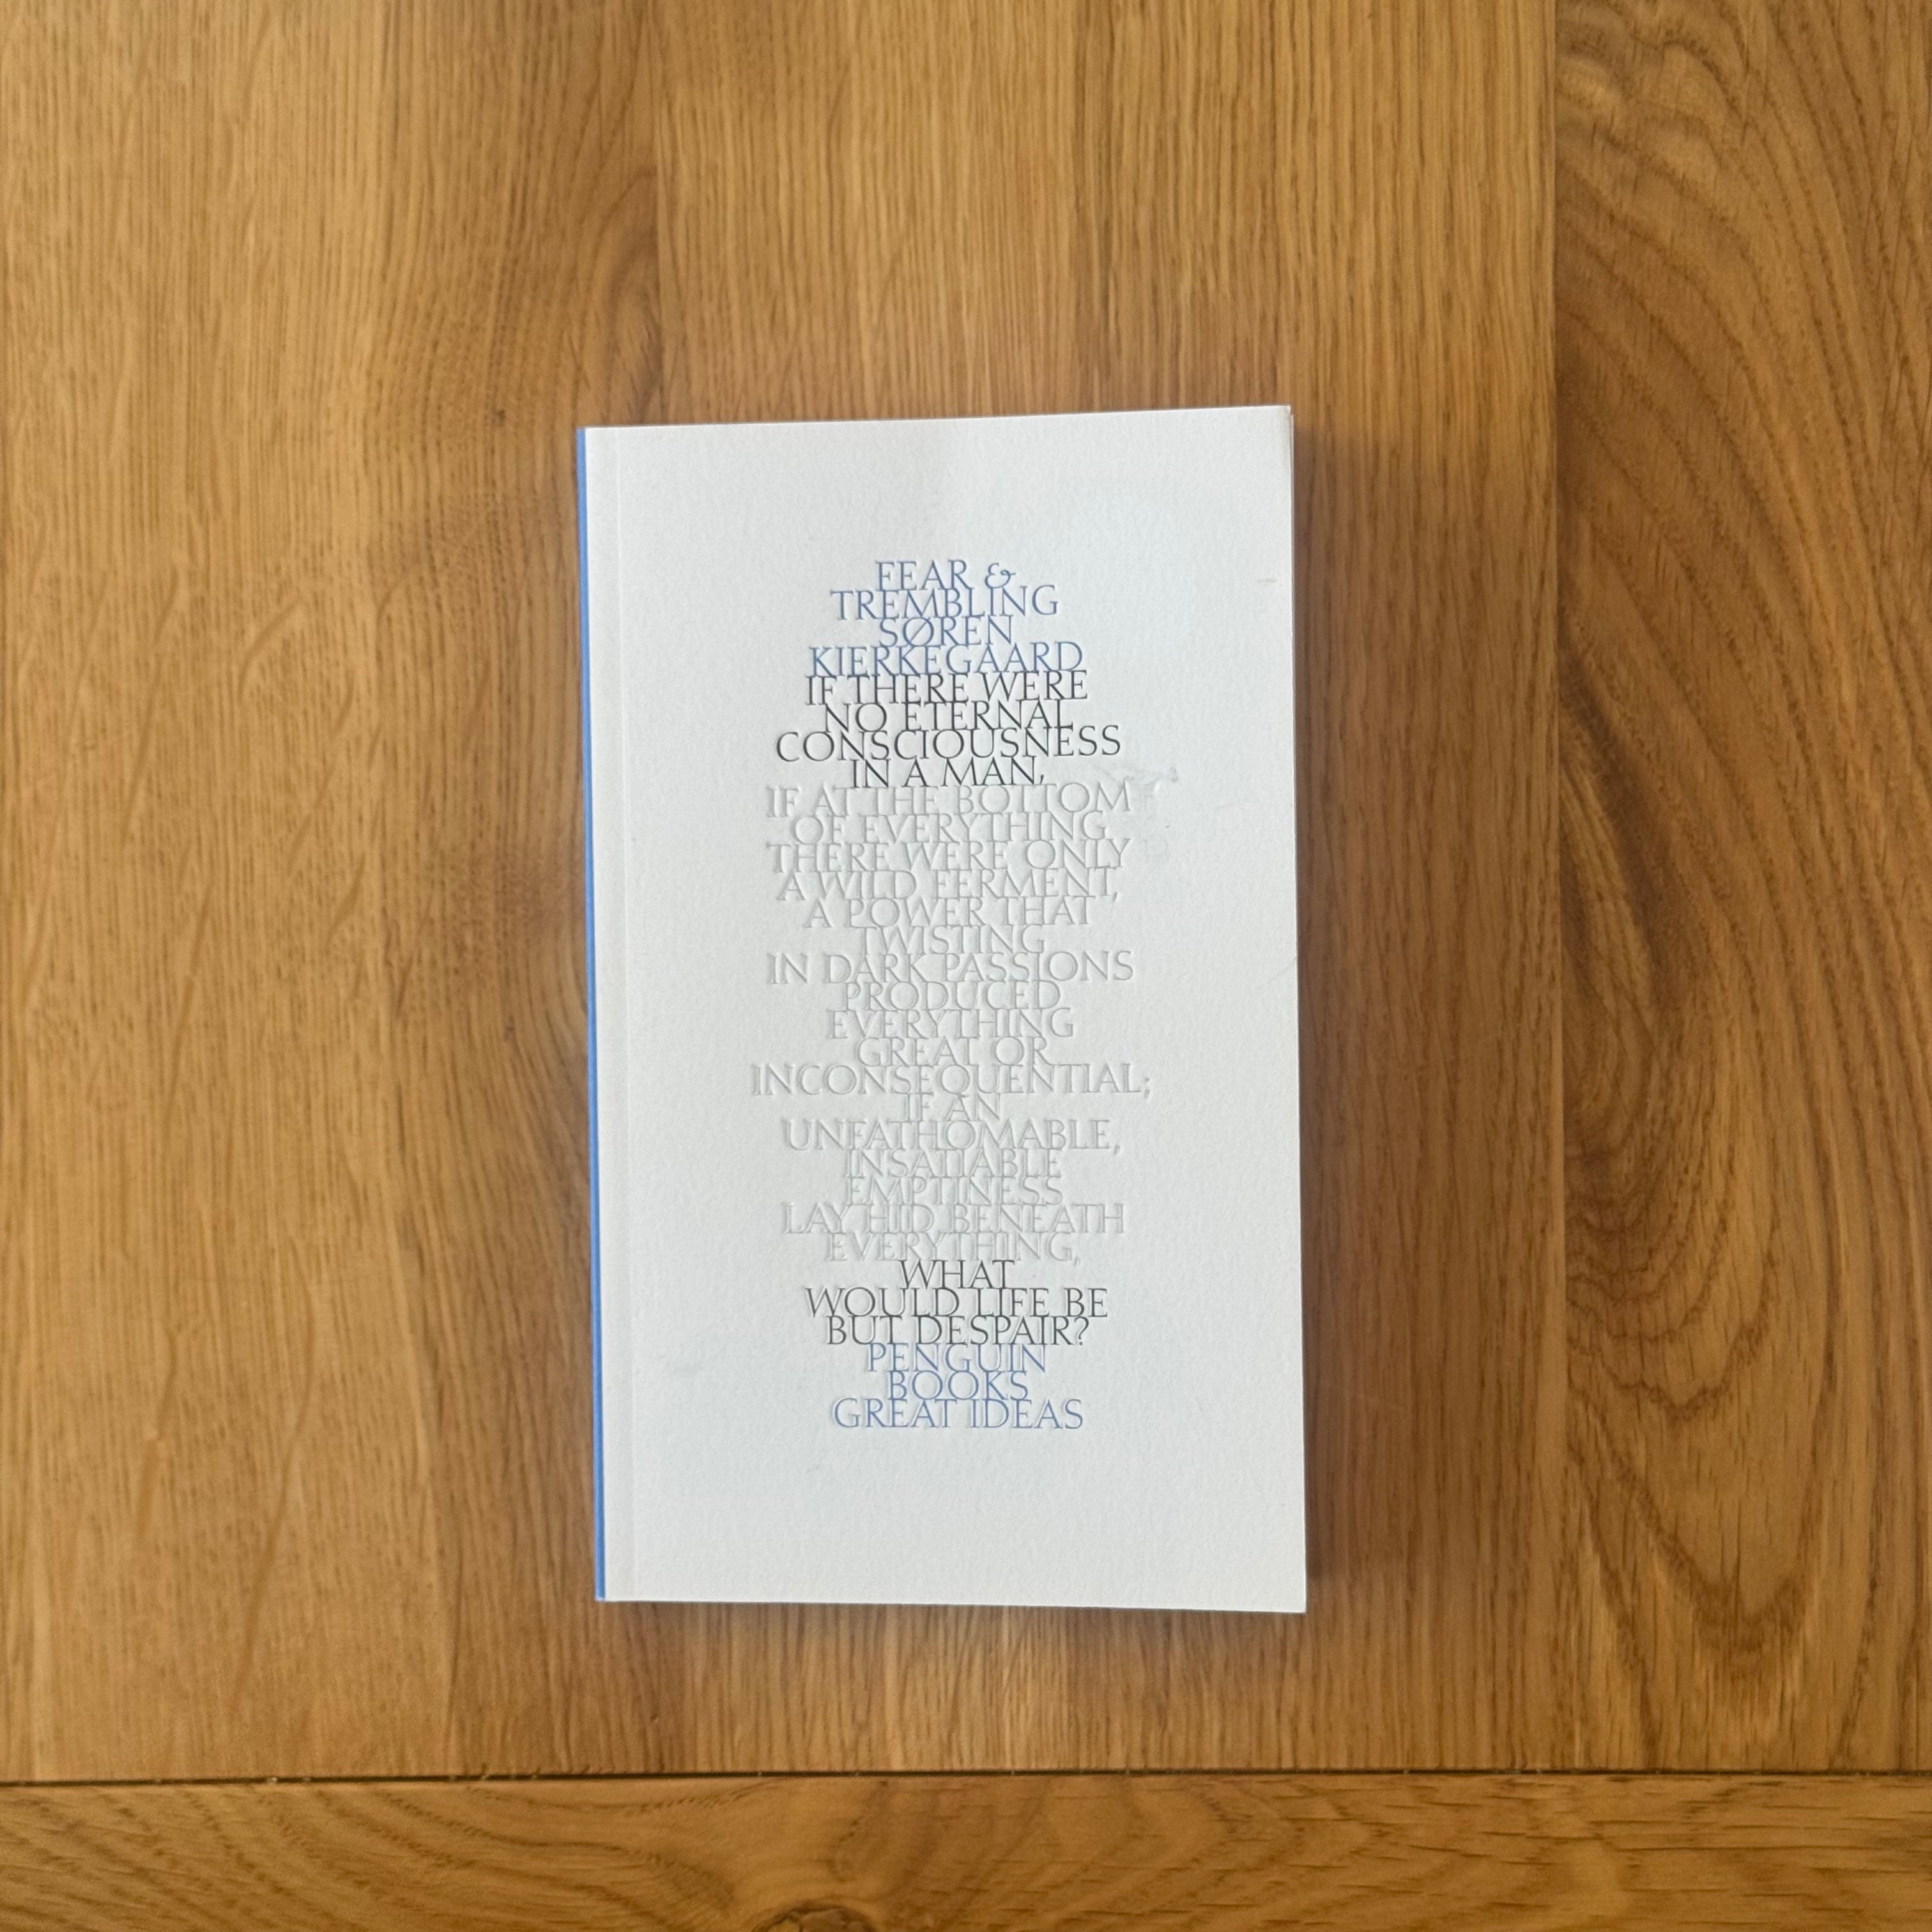 FEAR &
TREMBLING
SØREN
KIERKEGAARD
IF THERE WERE
NO ETERNAL
CONSCIOUSNESS
IN A MAN,
IF AT THE BOTTOM
OF EVERYTHING
THERE WERE ONLY
A WILD FERMENT,
A POWER THAT
TWISTING
IN DARK PASSIONS
PRODUCED
EVERYTHING
GREAT OR
INCONSEQUENTIAL;
IF AN
UNFATHOMABLE,
INSATIABLE
EMPTINESS
LAY HID BENEATH
EVERYTHING,
WHAT
WOULD LIFE BE
BUT DESPAIR?
PENGUIN
BOOKS
GREAT IDEAS